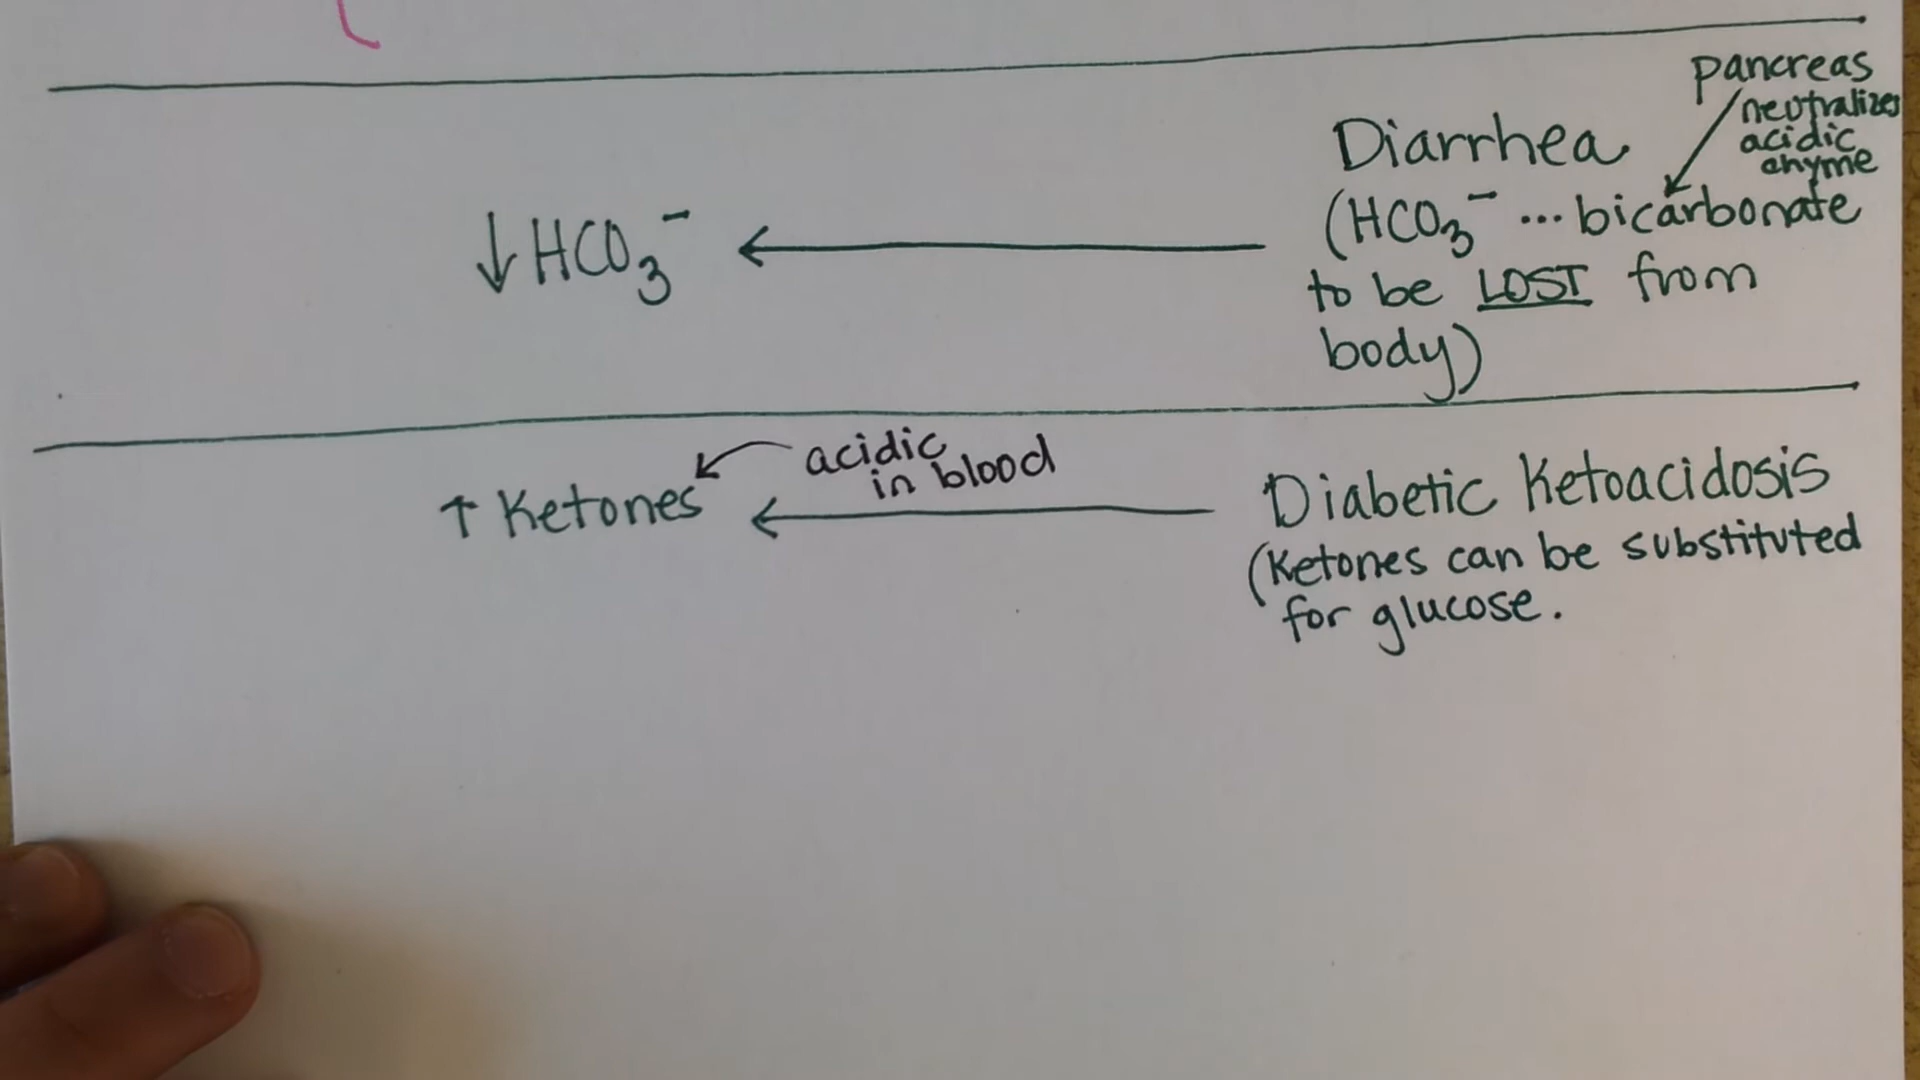 pancreas
neutralizes
acidic
chyme
Diarrhea
(HCO₃⁻ ... bicarbonate
to be LOST from
body)
↓ HCO₃⁻
acidic
in blood
↑ Ketones
Diabetic Ketoacidosis
(Ketones can be substituted
for glucose.